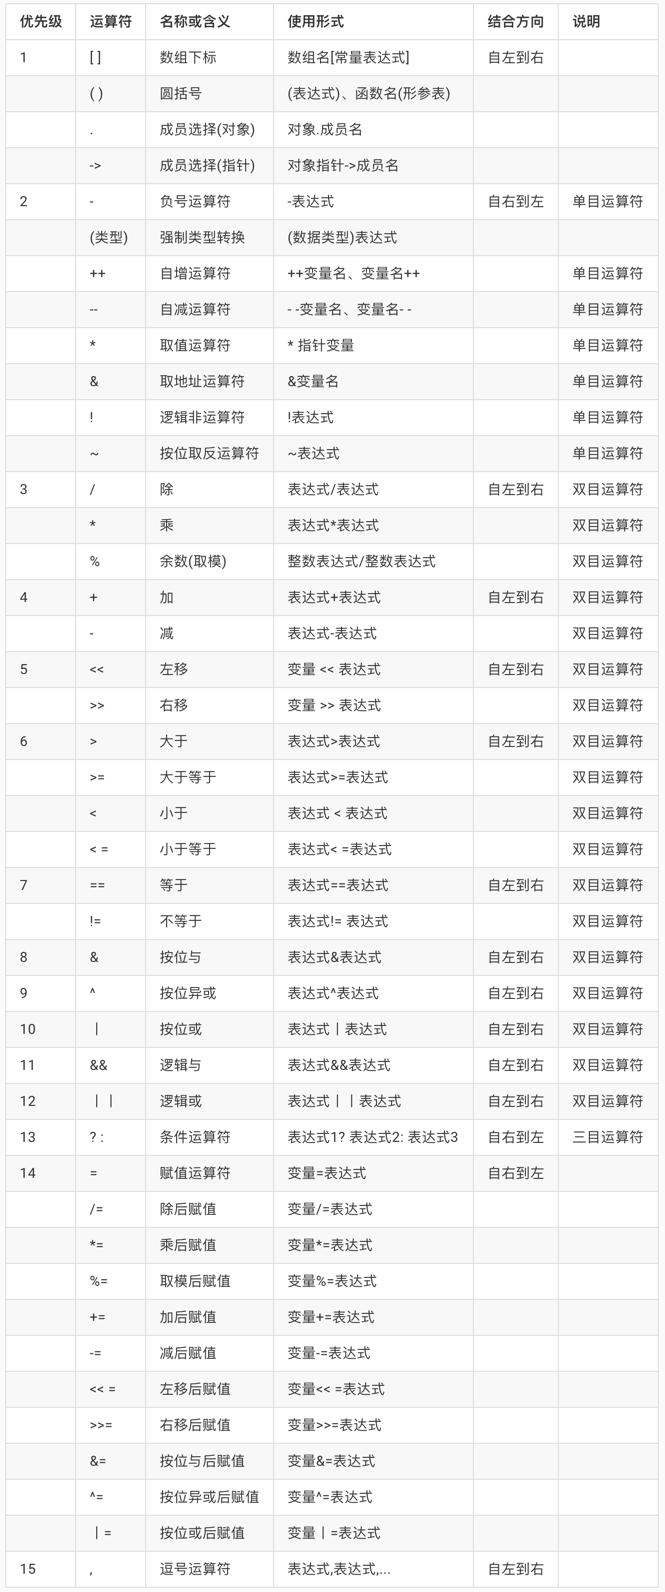 优先级 运算符 名称或含义 使用形式 结合方向 说明
1 [ ] 数组下标 数组名[常量表达式] 自左到右
( ) 圆括号 (表达式)、函数名(形参表)
. 成员选择(对象) 对象.成员名
-> 成员选择(指针) 对象指针->成员名
2 - 负号运算符 -表达式 自右到左 单目运算符
(类型) 强制类型转换 (数据类型)表达式
++ 自增运算符 ++变量名、变量名++ 单目运算符
-- 自减运算符 - -变量名、变量名- - 单目运算符
* 取值运算符 * 指针变量 单目运算符
& 取地址运算符 &变量名 单目运算符
! 逻辑非运算符 !表达式 单目运算符
~ 按位取反运算符 ~表达式 单目运算符
3 / 除 表达式/表达式 自左到右 双目运算符
* 乘 表达式*表达式 双目运算符
% 余数(取模) 整数表达式/整数表达式 双目运算符
4 + 加 表达式+表达式 自左到右 双目运算符
- 减 表达式-表达式 双目运算符
5 << 左移 变量 << 表达式 自左到右 双目运算符
>> 右移 变量 >> 表达式 双目运算符
6 > 大于 表达式>表达式 自左到右 双目运算符
>= 大于等于 表达式>=表达式 双目运算符
< 小于 表达式 < 表达式 双目运算符
< = 小于等于 表达式< =表达式 双目运算符
7 == 等于 表达式==表达式 自左到右 双目运算符
!= 不等于 表达式!= 表达式 双目运算符
8 & 按位与 表达式&表达式 自左到右 双目运算符
9 ^ 按位异或 表达式^表达式 自左到右 双目运算符
10 | 按位或 表达式|表达式 自左到右 双目运算符
11 && 逻辑与 表达式&&表达式 自左到右 双目运算符
12 | | 逻辑或 表达式| |表达式 自左到右 双目运算符
13 ? : 条件运算符 表达式1? 表达式2: 表达式3 自右到左 三目运算符
14 = 赋值运算符 变量=表达式 自右到左
/= 除后赋值 变量/=表达式
*= 乘后赋值 变量*=表达式
%= 取模后赋值 变量%=表达式
+= 加后赋值 变量+=表达式
-= 减后赋值 变量-=表达式
<< = 左移后赋值 变量<< =表达式
>>= 右移后赋值 变量>>=表达式
&= 按位与后赋值 变量&=表达式
^= 按位异或后赋值 变量^=表达式
|= 按位或后赋值 变量|=表达式
15 , 逗号运算符 表达式,表达式,... 自左到右